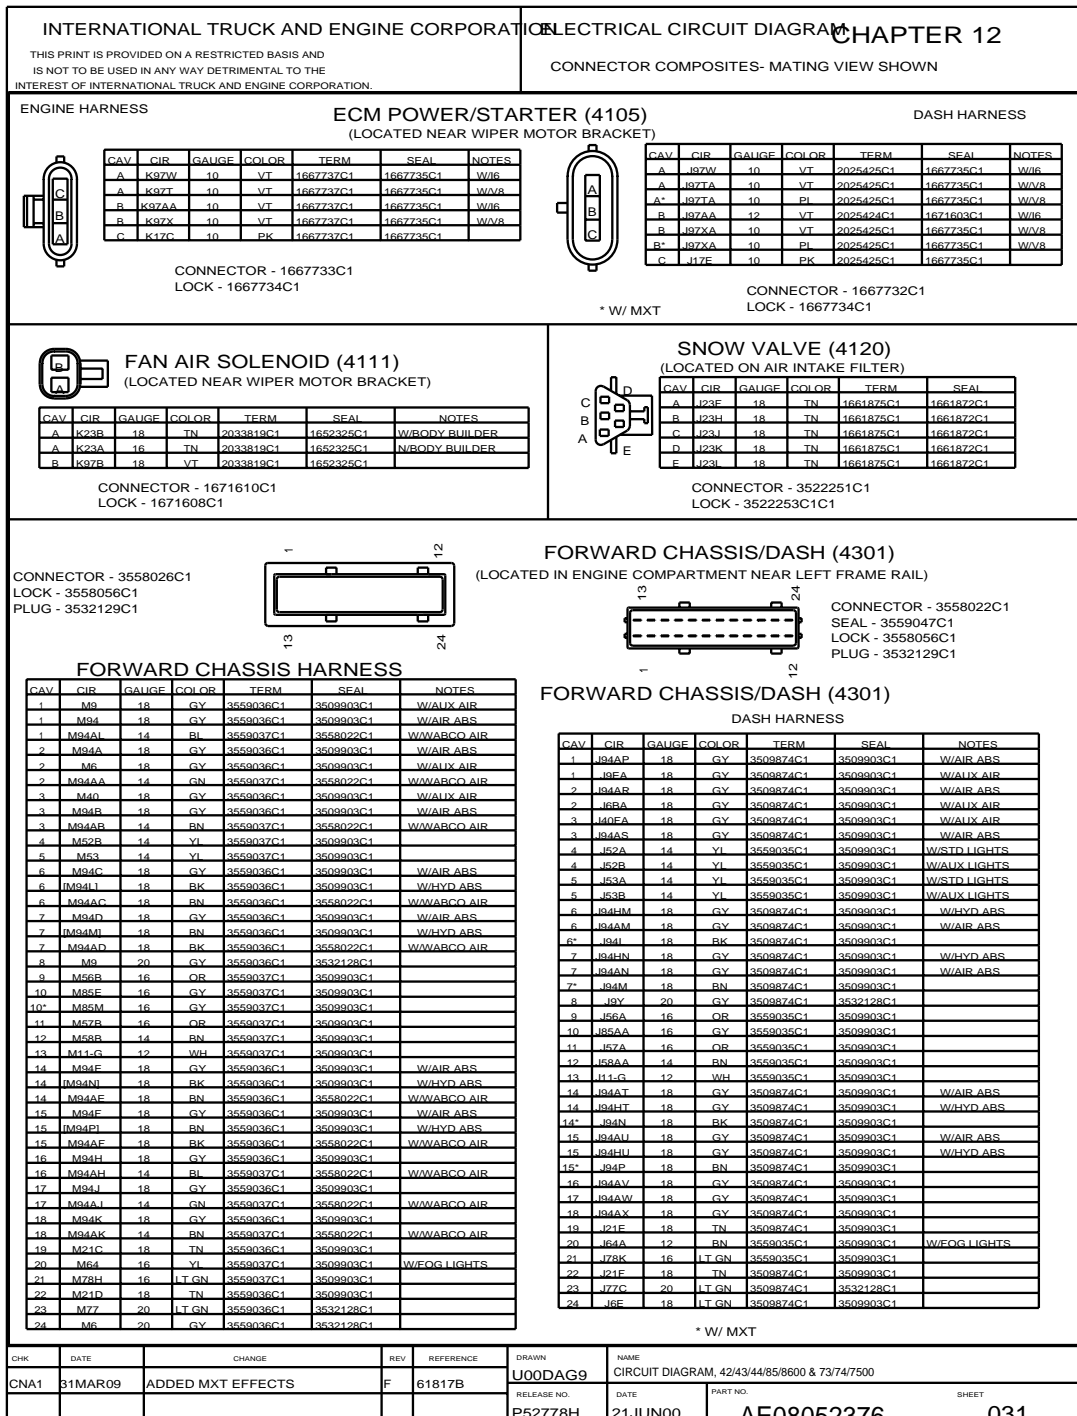 INTERNATIONAL TRUCK AND ENGINE CORPORATION
THIS PRINT IS PROVIDED ON A RESTRICTED BASIS AND
IS NOT TO BE USED IN ANY WAY DETRIMENTAL TO THE
INTEREST OF INTERNATIONAL TRUCK AND ENGINE CORPORATION.
ELECTRICAL CIRCUIT DIAGRAM
CHAPTER 12
CONNECTOR COMPOSITES- MATING VIEW SHOWN
ENGINE HARNESS
ECM POWER/STARTER (4105)
(LOCATED NEAR WIPER MOTOR BRACKET)
DASH HARNESS
C
B
A
CAV CIR GAUGE COLOR TERM SEAL NOTES
A K97W 10 VT 1667737C1 1667735C1 W/I6
A K97T 10 VT 1667737C1 1667735C1 W/V8
B K97AA 10 VT 1667737C1 1667735C1 W/I6
B K97X 10 VT 1667737C1 1667735C1 W/V8
C K17C 10 PK 1667737C1 1667735C1
CONNECTOR - 1667733C1
LOCK - 1667734C1
A
B
C
CAV CIR GAUGE COLOR TERM SEAL NOTES
A J97W 10 VT 2025425C1 1667735C1 W/I6
A J97TA 10 VT 2025425C1 1667735C1 W/V8
A* J97TA 10 PL 2025425C1 1667735C1 W/V8
B J97AA 12 VT 2025424C1 1671603C1 W/I6
B J97XA 10 VT 2025425C1 1667735C1 W/V8
B* J97XA 10 PL 2025425C1 1667735C1 W/V8
C J17E 10 PK 2025425C1 1667735C1
CONNECTOR - 1667732C1
LOCK - 1667734C1
* W/ MXT
B
A
FAN AIR SOLENOID (4111)
(LOCATED NEAR WIPER MOTOR BRACKET)
CAV CIR GAUGE COLOR TERM SEAL NOTES
A K23B 18 TN 2033819C1 1652325C1 W/BODY BUILDER
A K23A 16 TN 2033819C1 1652325C1 N/BODY BUILDER
B K97B 18 VT 2033819C1 1652325C1
CONNECTOR - 1671610C1
LOCK - 1671608C1
SNOW VALVE (4120)
(LOCATED ON AIR INTAKE FILTER)
D
C
B
A
E
CAV CIR GAUGE COLOR TERM SEAL
A J23F 18 TN 1661875C1 1661872C1
B J23H 18 TN 1661875C1 1661872C1
C J23J 18 TN 1661875C1 1661872C1
D J23K 18 TN 1661875C1 1661872C1
E J23L 18 TN 1661875C1 1661872C1
CONNECTOR - 3522251C1
LOCK - 3522253C1C1
CONNECTOR - 3558026C1
LOCK - 3558056C1
PLUG - 3532129C1
1
12
13
24
FORWARD CHASSIS/DASH (4301)
(LOCATED IN ENGINE COMPARTMENT NEAR LEFT FRAME RAIL)
13
24
1
12
CONNECTOR - 3558022C1
SEAL - 3559047C1
LOCK - 3558056C1
PLUG - 3532129C1
FORWARD CHASSIS HARNESS
CAV CIR GAUGE COLOR TERM SEAL NOTES
1 M9 18 GY 3559036C1 3509903C1 W/AUX AIR
1 M94 18 GY 3559036C1 3509903C1 W/AIR ABS
1 M94AL 14 BL 3559037C1 3558022C1 W/WABCO AIR
2 M94A 18 GY 3559036C1 3509903C1 W/AIR ABS
2 M6 18 GY 3559036C1 3509903C1 W/AUX AIR
2 M94AA 14 GN 3559037C1 3558022C1 W/WABCO AIR
3 M40 18 GY 3559036C1 3509903C1 W/AUX AIR
3 M94B 18 GY 3559036C1 3509903C1 W/AIR ABS
3 M94AB 14 BN 3559037C1 3558022C1 W/WABCO AIR
4 M52B 14 YL 3559037C1 3509903C1
5 M53 14 YL 3559037C1 3509903C1
6 M94C 18 GY 3559036C1 3509903C1 W/AIR ABS
6 [M94L] 18 BK 3559036C1 3509903C1 W/HYD ABS
6 M94AC 18 BN 3559036C1 3558022C1 W/WABCO AIR
7 M94D 18 GY 3559036C1 3509903C1 W/AIR ABS
7 [M94M] 18 BN 3559036C1 3509903C1 W/HYD ABS
7 M94AD 18 BK 3559036C1 3558022C1 W/WABCO AIR
8 M9 20 GY 3559036C1 3532128C1
9 M56B 16 OR 3559037C1 3509903C1
10 M85E 16 GY 3559037C1 3509903C1
10* M85M 16 GY 3559037C1 3509903C1
11 M57B 16 OR 3559037C1 3509903C1
12 M58B 14 BN 3559037C1 3509903C1
13 M11-G 12 WH 3559037C1 3509903C1
14 M94E 18 GY 3559036C1 3509903C1 W/AIR ABS
14 [M94N] 18 BK 3559036C1 3509903C1 W/HYD ABS
14 M94AE 18 BN 3559036C1 3558022C1 W/WABCO AIR
15 M94F 18 GY 3559036C1 3509903C1 W/AIR ABS
15 [M94P] 18 BN 3559036C1 3509903C1 W/HYD ABS
15 M94AF 18 BK 3559036C1 3558022C1 W/WABCO AIR
16 M94H 18 GY 3559036C1 3509903C1
16 M94AH 14 BL 3559037C1 3558022C1 W/WABCO AIR
17 M94J 18 GY 3559036C1 3509903C1
17 M94AJ 14 GN 3559037C1 3558022C1 W/WABCO AIR
18 M94K 18 GY 3559036C1 3509903C1
18 M94AK 14 BN 3559037C1 3558022C1 W/WABCO AIR
19 M21C 18 TN 3559036C1 3509903C1
20 M64 16 YL 3559037C1 3509903C1 W/FOG LIGHTS
21 M78H 16 LT GN 3559037C1 3509903C1
22 M21D 18 TN 3559036C1 3509903C1
23 M77 20 LT GN 3559036C1 3532128C1
24 M6 20 GY 3559036C1 3532128C1
FORWARD CHASSIS/DASH (4301)
DASH HARNESS
CAV CIR GAUGE COLOR TERM SEAL NOTES
1 J94AP 18 GY 3509874C1 3509903C1 W/AIR ABS
1 J9EA 18 GY 3509874C1 3509903C1 W/AUX AIR
2 J94AR 18 GY 3509874C1 3509903C1 W/AIR ABS
2 J6BA 18 GY 3509874C1 3509903C1 W/AUX AIR
3 J40EA 18 GY 3509874C1 3509903C1 W/AUX AIR
3 J94AS 18 GY 3509874C1 3509903C1 W/AIR ABS
4 J52A 14 YL 3559035C1 3509903C1 W/STD LIGHTS
4 J52B 14 YL 3559035C1 3509903C1 W/AUX LIGHTS
5 J53A 14 YL 3559035C1 3509903C1 W/STD LIGHTS
5 J53B 14 YL 3559035C1 3509903C1 W/AUX LIGHTS
6 J94HM 18 GY 3509874C1 3509903C1 W/HYD ABS
6 J94AM 18 GY 3509874C1 3509903C1 W/AIR ABS
6* J94L 18 BK 3509874C1 3509903C1
7 J94HN 18 GY 3509874C1 3509903C1 W/HYD ABS
7 J94AN 18 GY 3509874C1 3509903C1 W/AIR ABS
7* J94M 18 BN 3509874C1 3509903C1
8 J9Y 20 GY 3509874C1 3532128C1
9 J56A 16 OR 3559035C1 3509903C1
10 J85AA 16 GY 3559035C1 3509903C1
11 J57A 16 OR 3559035C1 3509903C1
12 J58AA 14 BN 3559035C1 3509903C1
13 J11-G 12 WH 3559035C1 3509903C1
14 J94AT 18 GY 3509874C1 3509903C1 W/AIR ABS
14 J94HT 18 GY 3509874C1 3509903C1 W/HYD ABS
14* J94N 18 BK 3509874C1 3509903C1
15 J94AU 18 GY 3509874C1 3509903C1 W/AIR ABS
15 J94HU 18 GY 3509874C1 3509903C1 W/HYD ABS
15* J94P 18 BN 3509874C1 3509903C1
16 J94AV 18 GY 3509874C1 3509903C1
17 J94AW 18 GY 3509874C1 3509903C1
18 J94AX 18 GY 3509874C1 3509903C1
19 J21E 18 TN 3509874C1 3509903C1
20 J64A 12 BN 3559035C1 3509903C1 W/FOG LIGHTS
21 J78K 16 LT GN 3559035C1 3509903C1
22 J21F 18 TN 3509874C1 3509903C1
23 J77C 20 LT GN 3509874C1 3532128C1
24 J6E 18 LT GN 3509874C1 3509903C1
* W/ MXT
CHK DATE CHANGE REV REFERENCE
CNA1 31MAR09 ADDED MXT EFFECTS F 61817B
DRAWN
U00DAG9
NAME
CIRCUIT DIAGRAM, 42/43/44/85/8600 & 73/74/7500
RELEASE NO. DATE PART NO. SHEET
P52778H 21JUN00 AE08052376 031